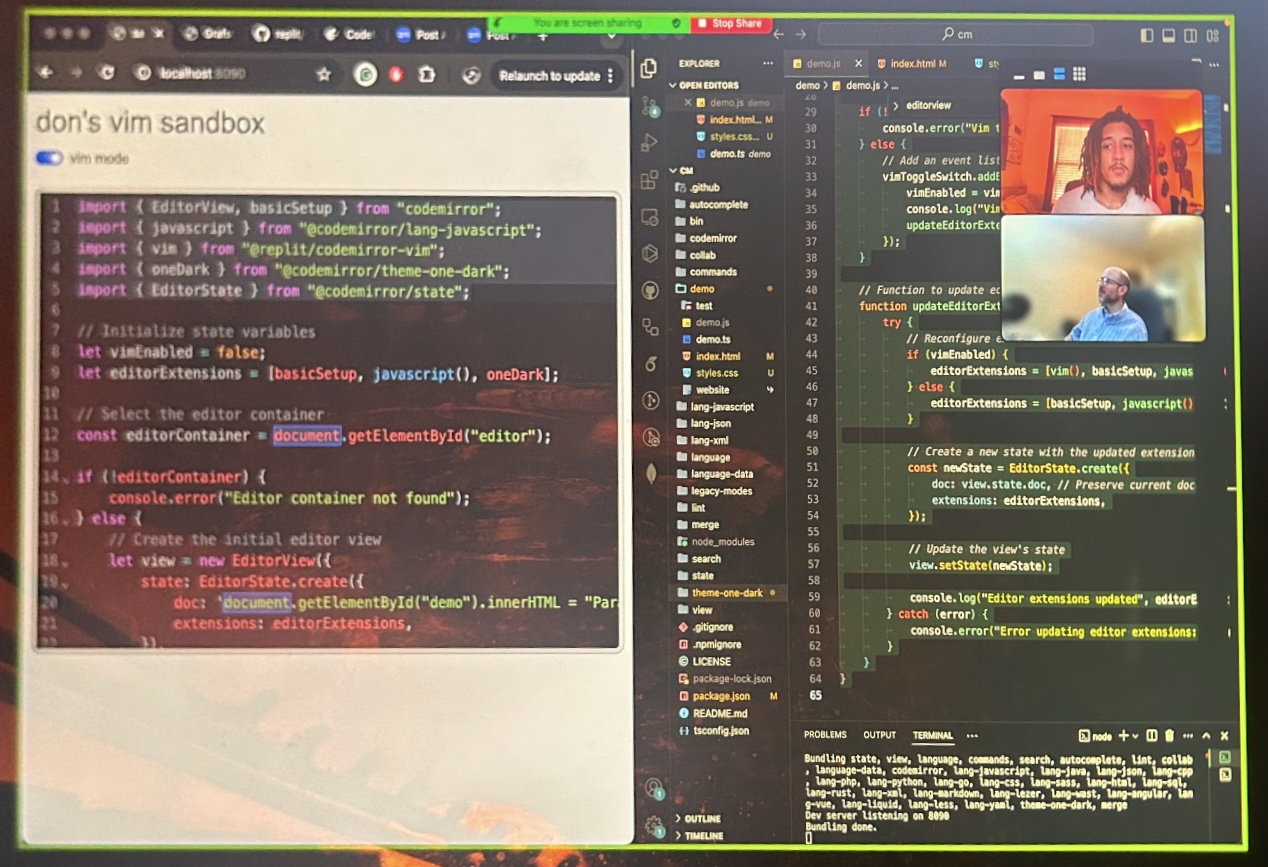 You are screen sharing
Stop Share
Grafs
replit/
Code
Post /
Post /
localhost:8090
Relaunch to update
don's vim sandbox
vim mode
1 import { EditorView, basicSetup } from "codemirror";
2 import { javascript } from "@codemirror/lang-javascript";
3 import { vim } from "@replit/codemirror-vim";
4 import { oneDark } from "@codemirror/theme-one-dark";
5 import { EditorState } from "@codemirror/state";
6
7 // Initialize state variables
8 let vimEnabled = false;
9 let editorExtensions = [basicSetup, javascript(), oneDark];
10
11 // Select the editor container
12 const editorContainer = document.getElementById("editor");
13
14 if (!editorContainer) {
15 console.error("Editor container not found");
16 } else {
17 // Create the initial editor view
18 let view = new EditorView({
19 state: EditorState.create({
20 doc: 'document.getElementById("demo").innerHTML = "Par
21 extensions: editorExtensions,
}),
cm
EXPLORER
OPEN EDITORS
demo.js demo
index.html... M
styles.css... U
demo.ts demo
CM
.github
autocomplete
bin
codemirror
collab
commands
demo
test
demo.js
demo.ts
index.html M
styles.css U
website
lang-javascript
lang-json
lang-xml
language
language-data
legacy-modes
lint
merge
node_modules
search
state
theme-one-dark
view
.gitignore
.npmignore
LICENSE
package-lock.json
package.json M
README.md
tsconfig.json
OUTLINE
TIMELINE
demo.js
index.html M
demo > demo.js > ...
editorview
28
29 if (!
30 console.error("Vim t
31 } else {
32 // Add an event list
33 vimToggleSwitch.addE
34 vimEnabled = vim
35 console.log("Vim
36 updateEditorExte
37 });
38 }
39
40 // Function to update ed
41 function updateEditorExt
42 try {
43 // Reconfigure e
44 if (vimEnabled) {
45 editorExtensions = [vim(), basicSetup, javas
46 } else {
47 editorExtensions = [basicSetup, javascript()
48 }
49
50 // Create a new state with the updated extension
51 const newState = EditorState.create({
52 doc: view.state.doc, // Preserve current doc
53 extensions: editorExtensions,
54 });
55
56 // Update the view's state
57 view.setState(newState);
58
59 console.log("Editor extensions updated", editorE
60 } catch (error) {
61 console.error("Error updating editor extensions:
62 }
63 }
64 }
65
PROBLEMS OUTPUT TERMINAL
node
Bundling state, view, language, commands, search, autocomplete, lint, collab
, language-data, codemirror, lang-javascript, lang-java, lang-json, lang-cpp
, lang-php, lang-python, lang-go, lang-css, lang-sass, lang-html, lang-sql,
lang-rust, lang-xml, lang-markdown, lang-lezer, lang-wast, lang-angular, lan
g-vue, lang-liquid, lang-less, lang-yaml, theme-one-dark, merge
Dev server listening on 8090
Bundling done.